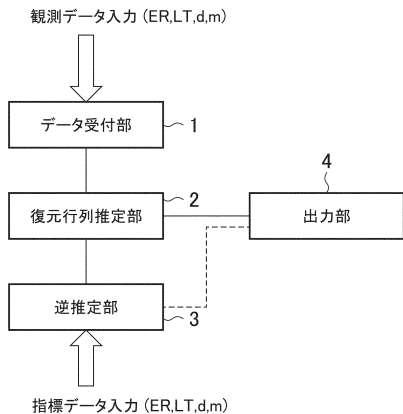 観測データ入力 (ER,LT,d,m)
データ受付部
1
復元行列推定部
2
4
出力部
逆推定部
3
指標データ入力 (ER,LT,d,m)